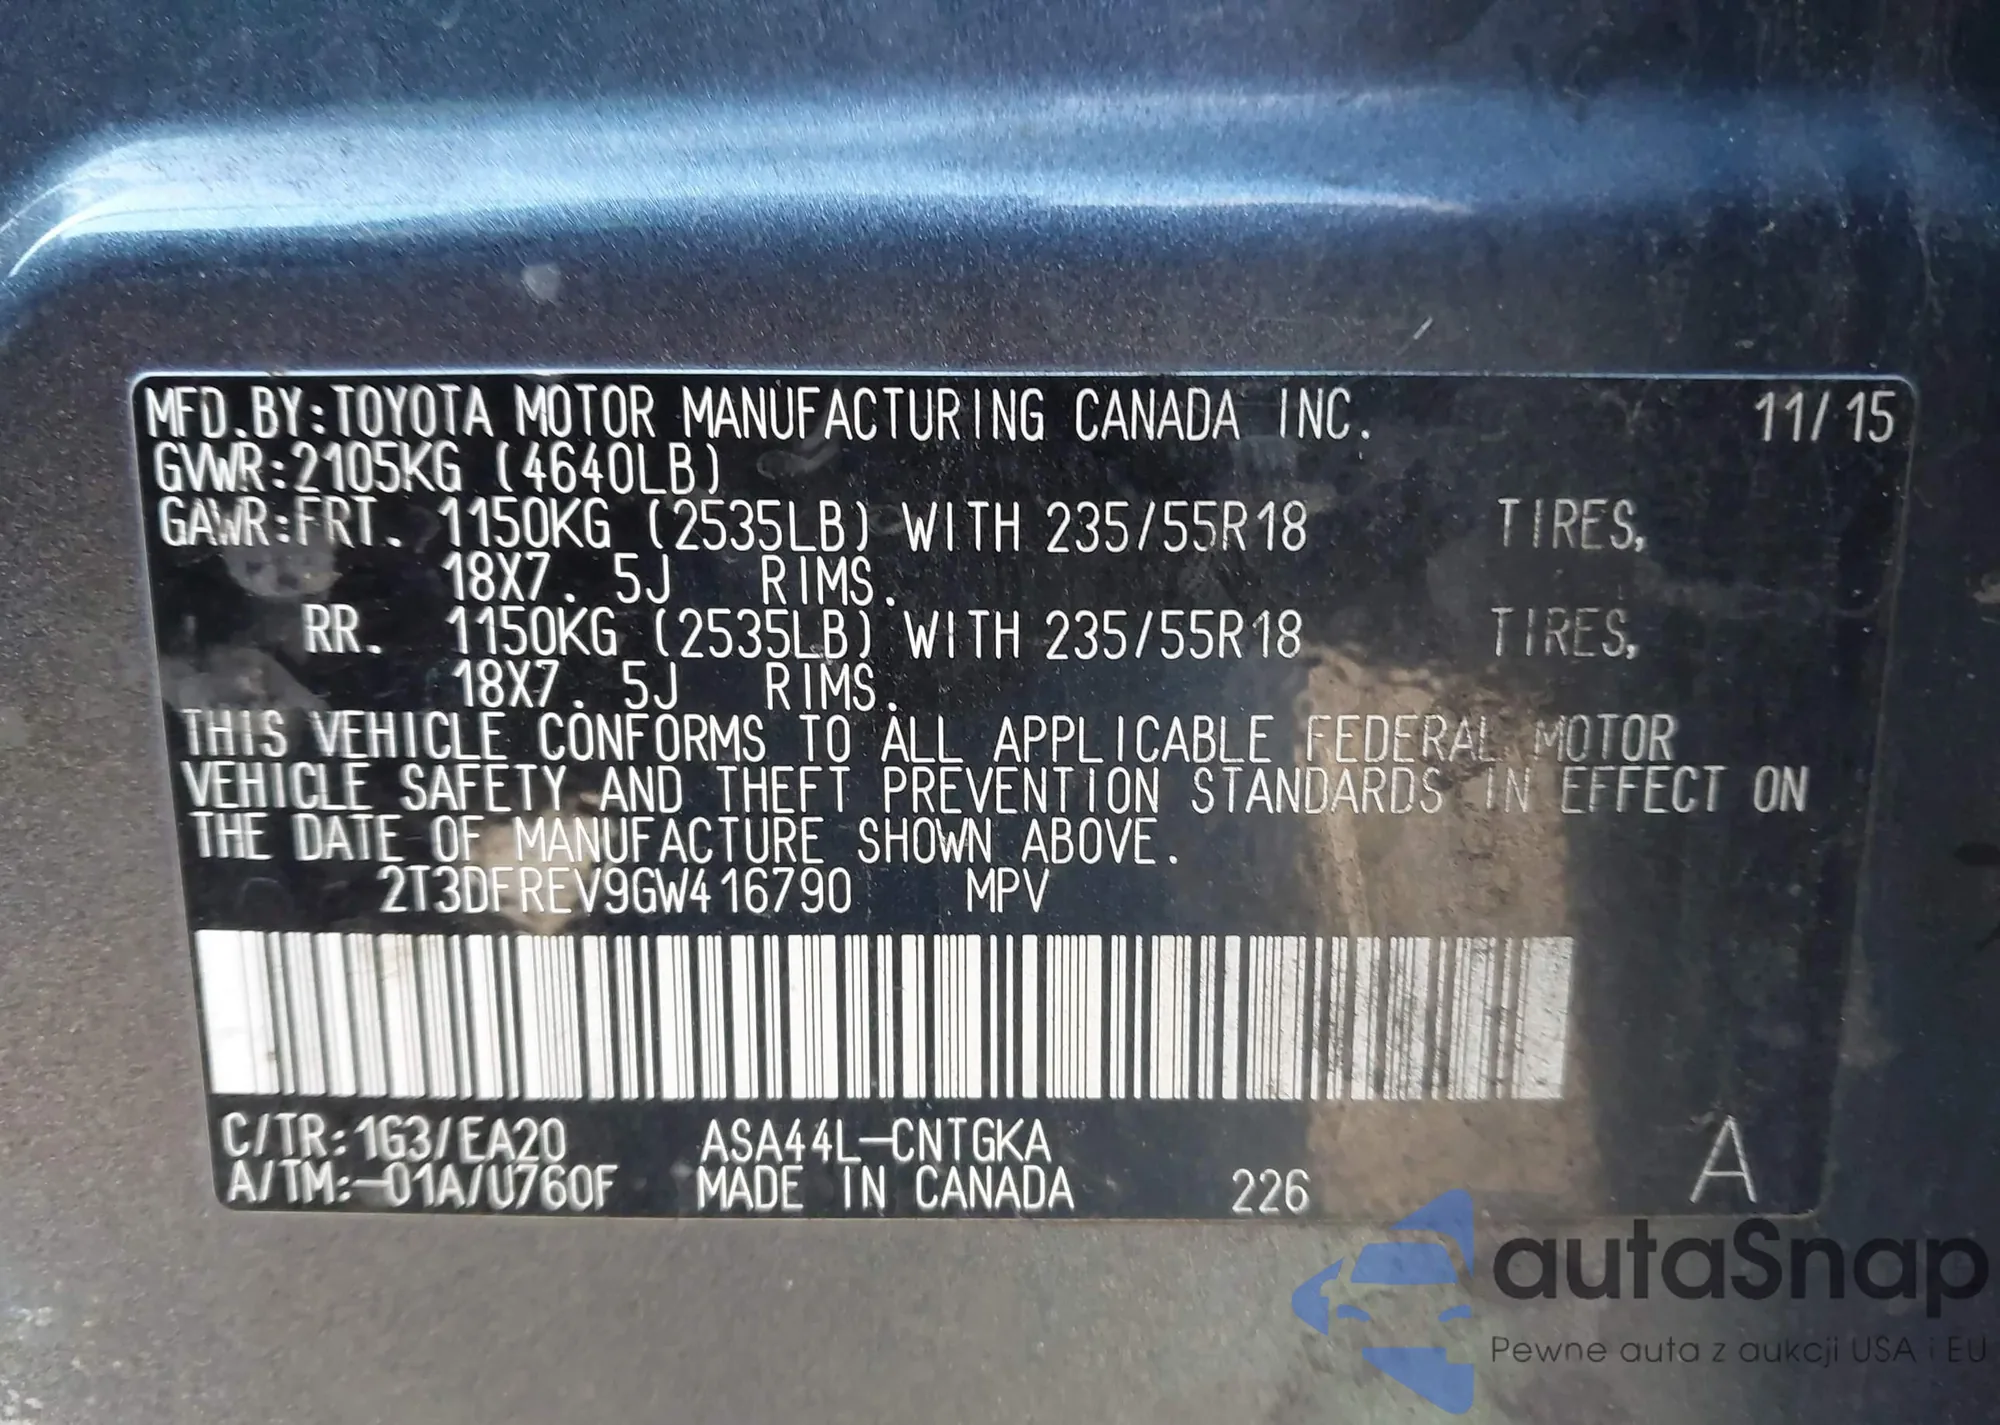 MFD.BY:TOYOTA MOTOR MANUFACTURING CANADA INC. 11/15
GVWR:2105KG (4640LB)
GAWR:FRT. 1150KG (2535LB) WITH 235/55R18 TIRES,
18X7. 5J RIMS.
RR. 1150KG (2535LB) WITH 235/55R18 TIRES,
18X7. 5J RIMS.
THIS VEHICLE CONFORMS TO ALL APPLICABLE FEDERAL MOTOR
VEHICLE SAFETY AND THEFT PREVENTION STANDARDS IN EFFECT ON
THE DATE OF MANUFACTURE SHOWN ABOVE.
2T3DFREV9GW416790 MPV
C/TR:1G3/EA20 ASA44L-CNTGKA
A/TM:-01A/U760F MADE IN CANADA 226 A
autaSnap
Pewne auta z aukcji USA i EU